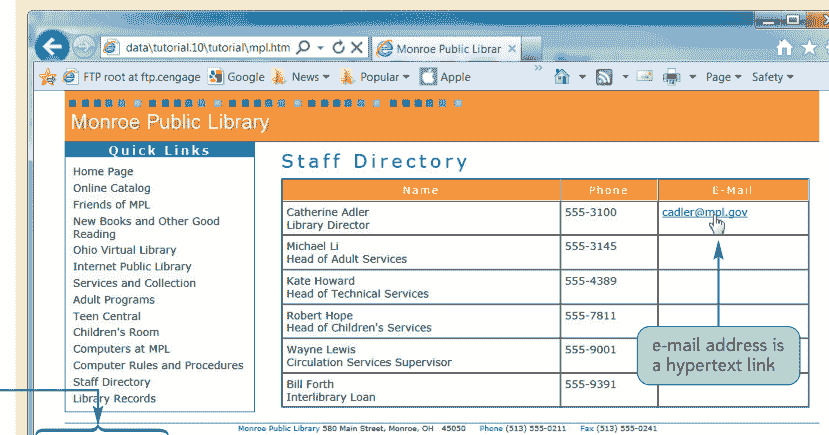 data\tutorial.10\tutorial\mpl.htm
Monroe Public Librar
FTP root at ftp.cengage
Google
News
Popular
Apple
Page
Safety
Monroe Public Library
Quick Links
Home Page
Online Catalog
Friends of MPL
New Books and Other Good
Reading
Ohio Virtual Library
Internet Public Library
Services and Collection
Adult Programs
Teen Central
Children's Room
Computers at MPL
Computer Rules and Procedures
Staff Directory
Library Records
Staff Directory
Name Phone E-Mail
Catherine Adler 555-3100 cadler@mpl.gov
Library Director
Michael Li 555-3145
Head of Adult Services
Kate Howard 555-4389
Head of Technical Services
Robert Hope 555-7811
Head of Children's Services
Wayne Lewis 555-9001
Circulation Services Supervisor
Bill Forth 555-9391
Interlibrary Loan
e-mail address is
a hypertext link
Monroe Public Library 580 Main Street, Monroe, OH 45050 Phone (513) 555-0211 Fax (513) 555-0241